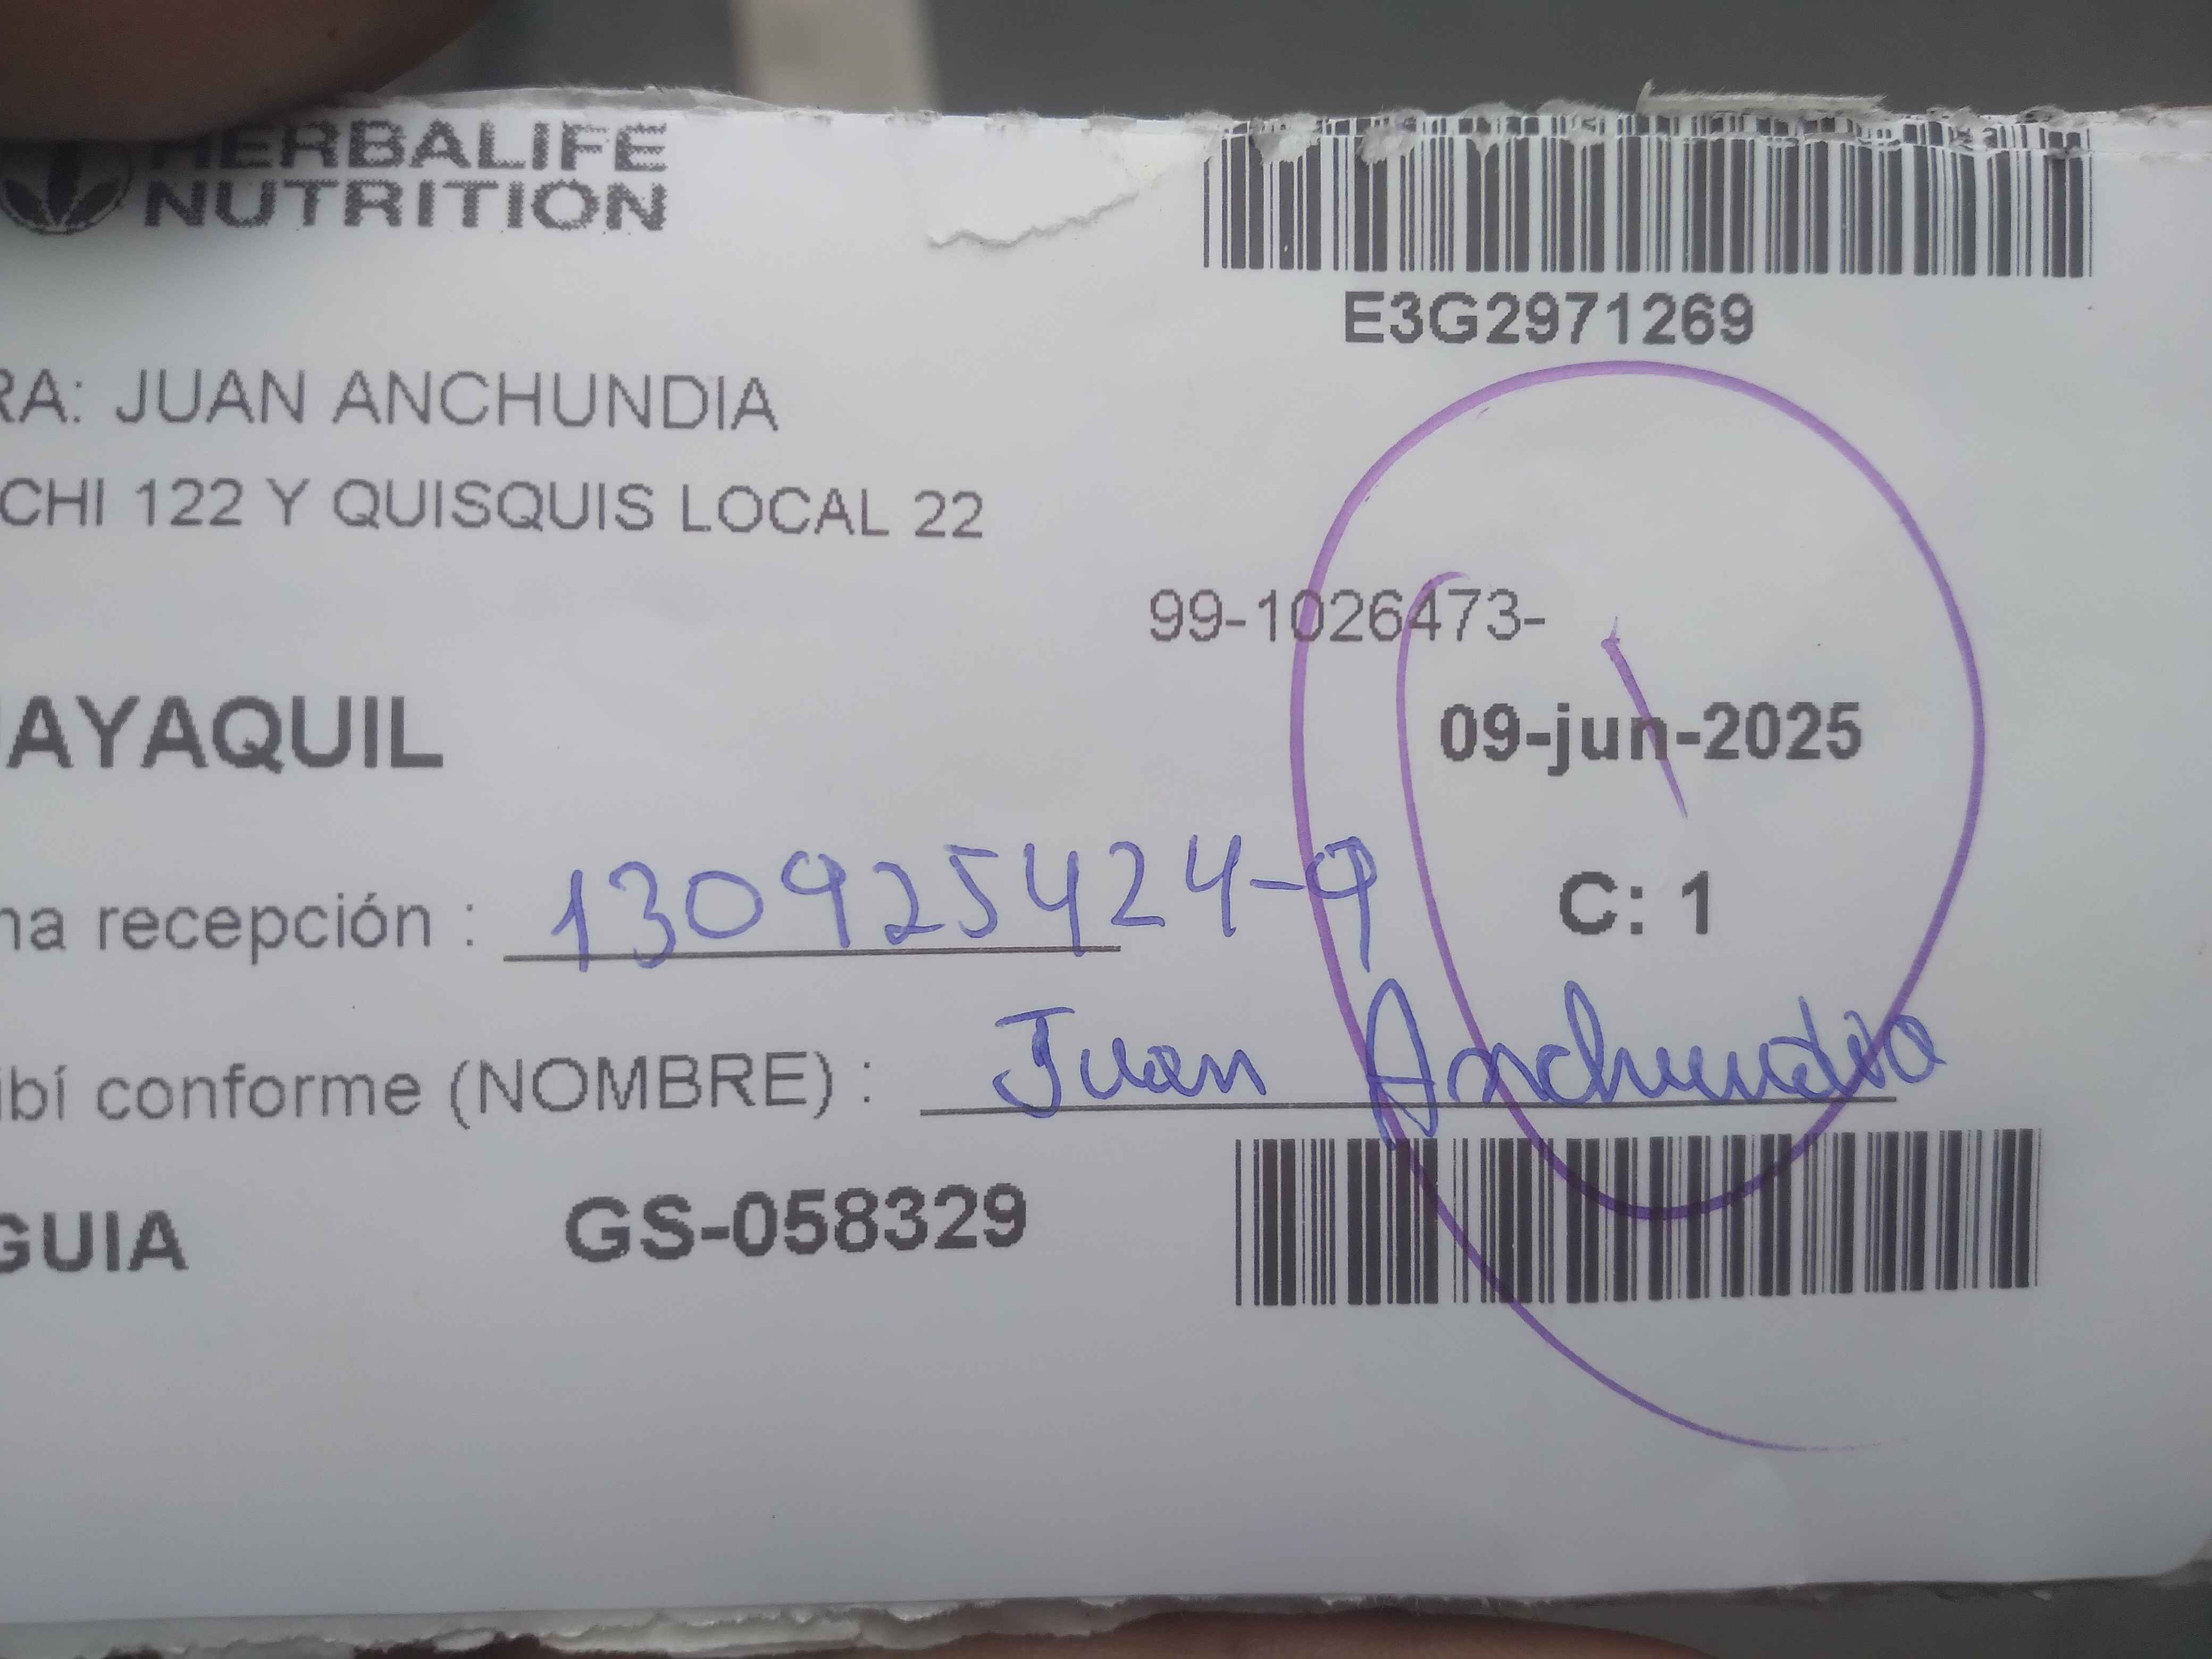 HERBALIFE
NUTRITION
E3G2971269
RA: JUAN ANCHUNDIA
CHI 122 Y QUISQUIS LOCAL 22
99-1026473-
AYAQUIL
09-jun-2025
C: 1
na recepción : 130925424-9
ibí conforme (NOMBRE) : Juan Anchundia
GUIA GS-058329